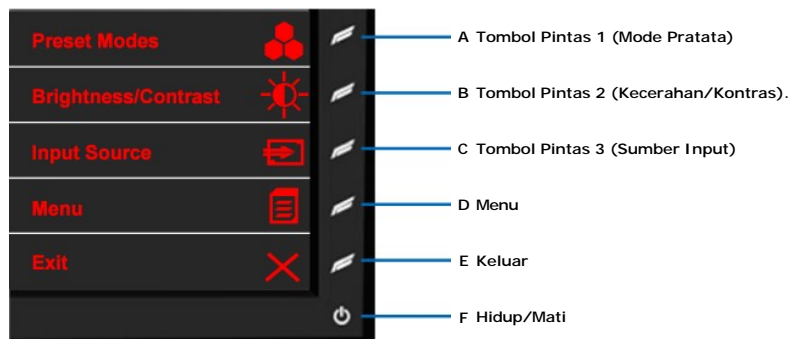 Preset Modes
A Tombol Pintas 1 (Mode Pratata)
Brightness/Contrast
B Tombol Pintas 2 (Kecerahan/Kontras).
Input Source
C Tombol Pintas 3 (Sumber Input)
Menu
D Menu
Exit
E Keluar
F Hidup/Mati